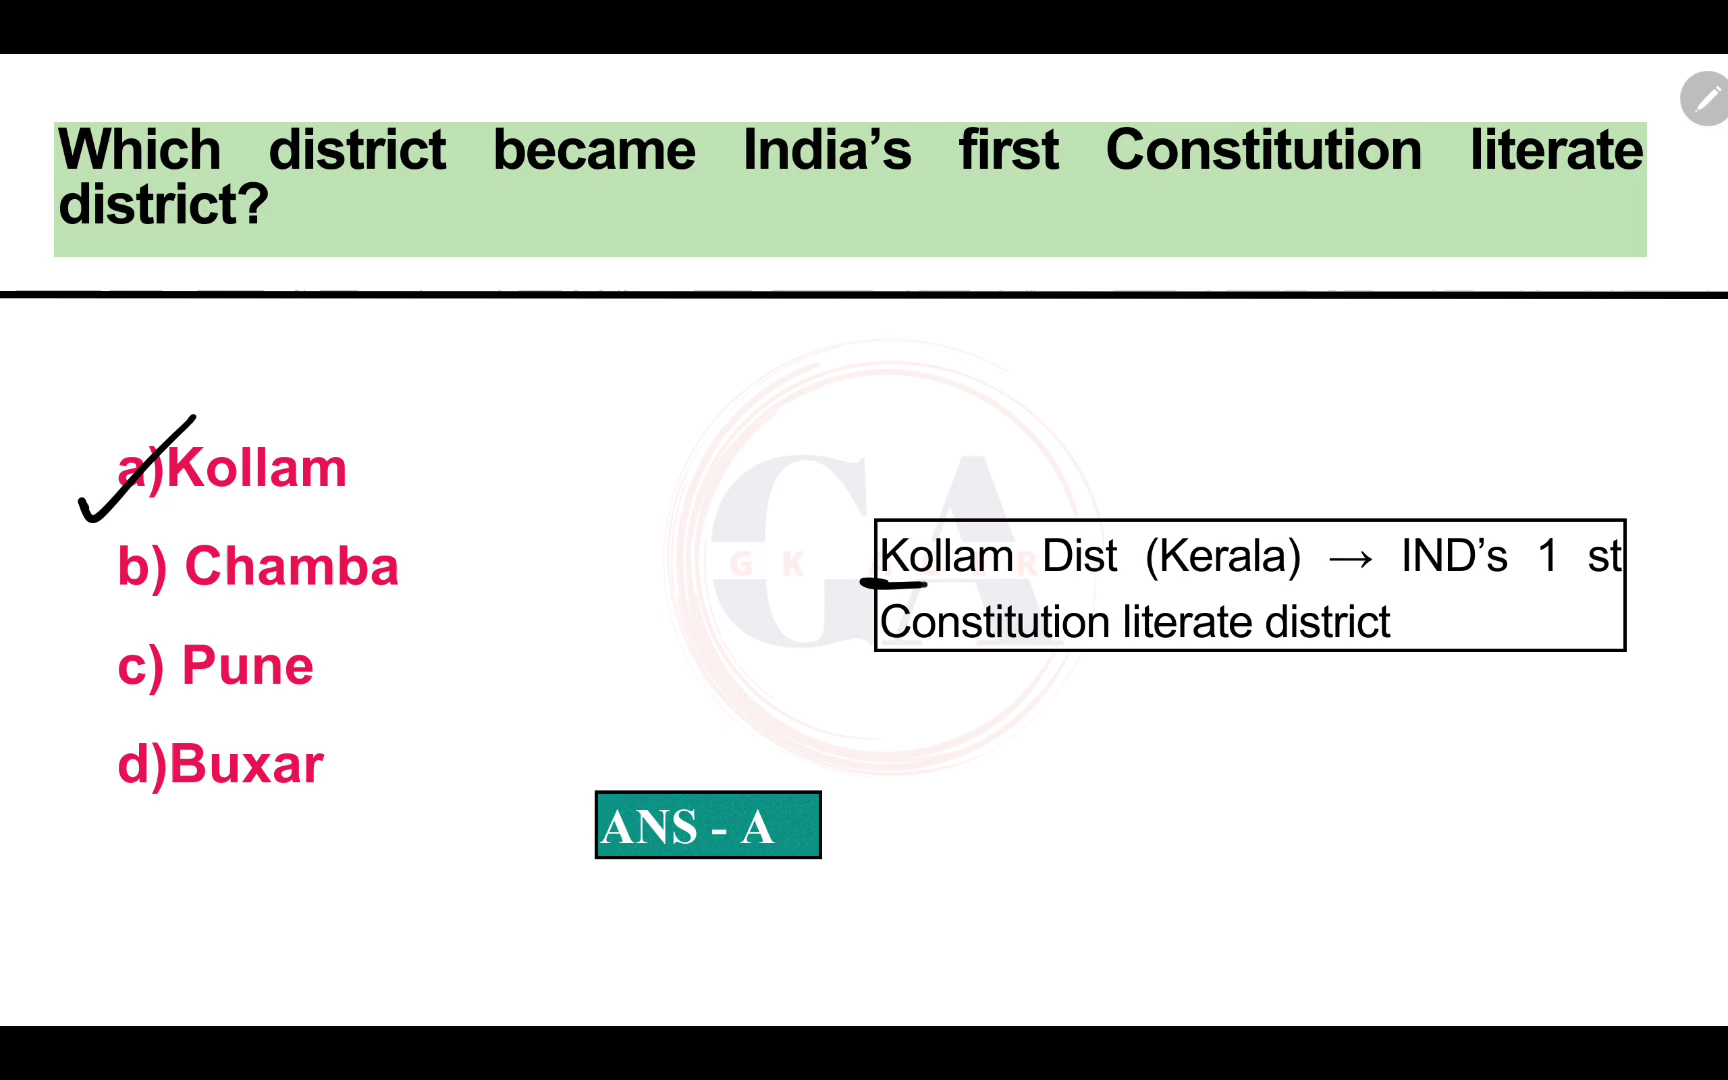 Which district became India’s first Constitution literate
district?
a)Kollam
b) Chamba
c) Pune
d)Buxar
Kollam Dist (Kerala) → IND’s 1 st
Constitution literate district
ANS - A
GA
G K
R